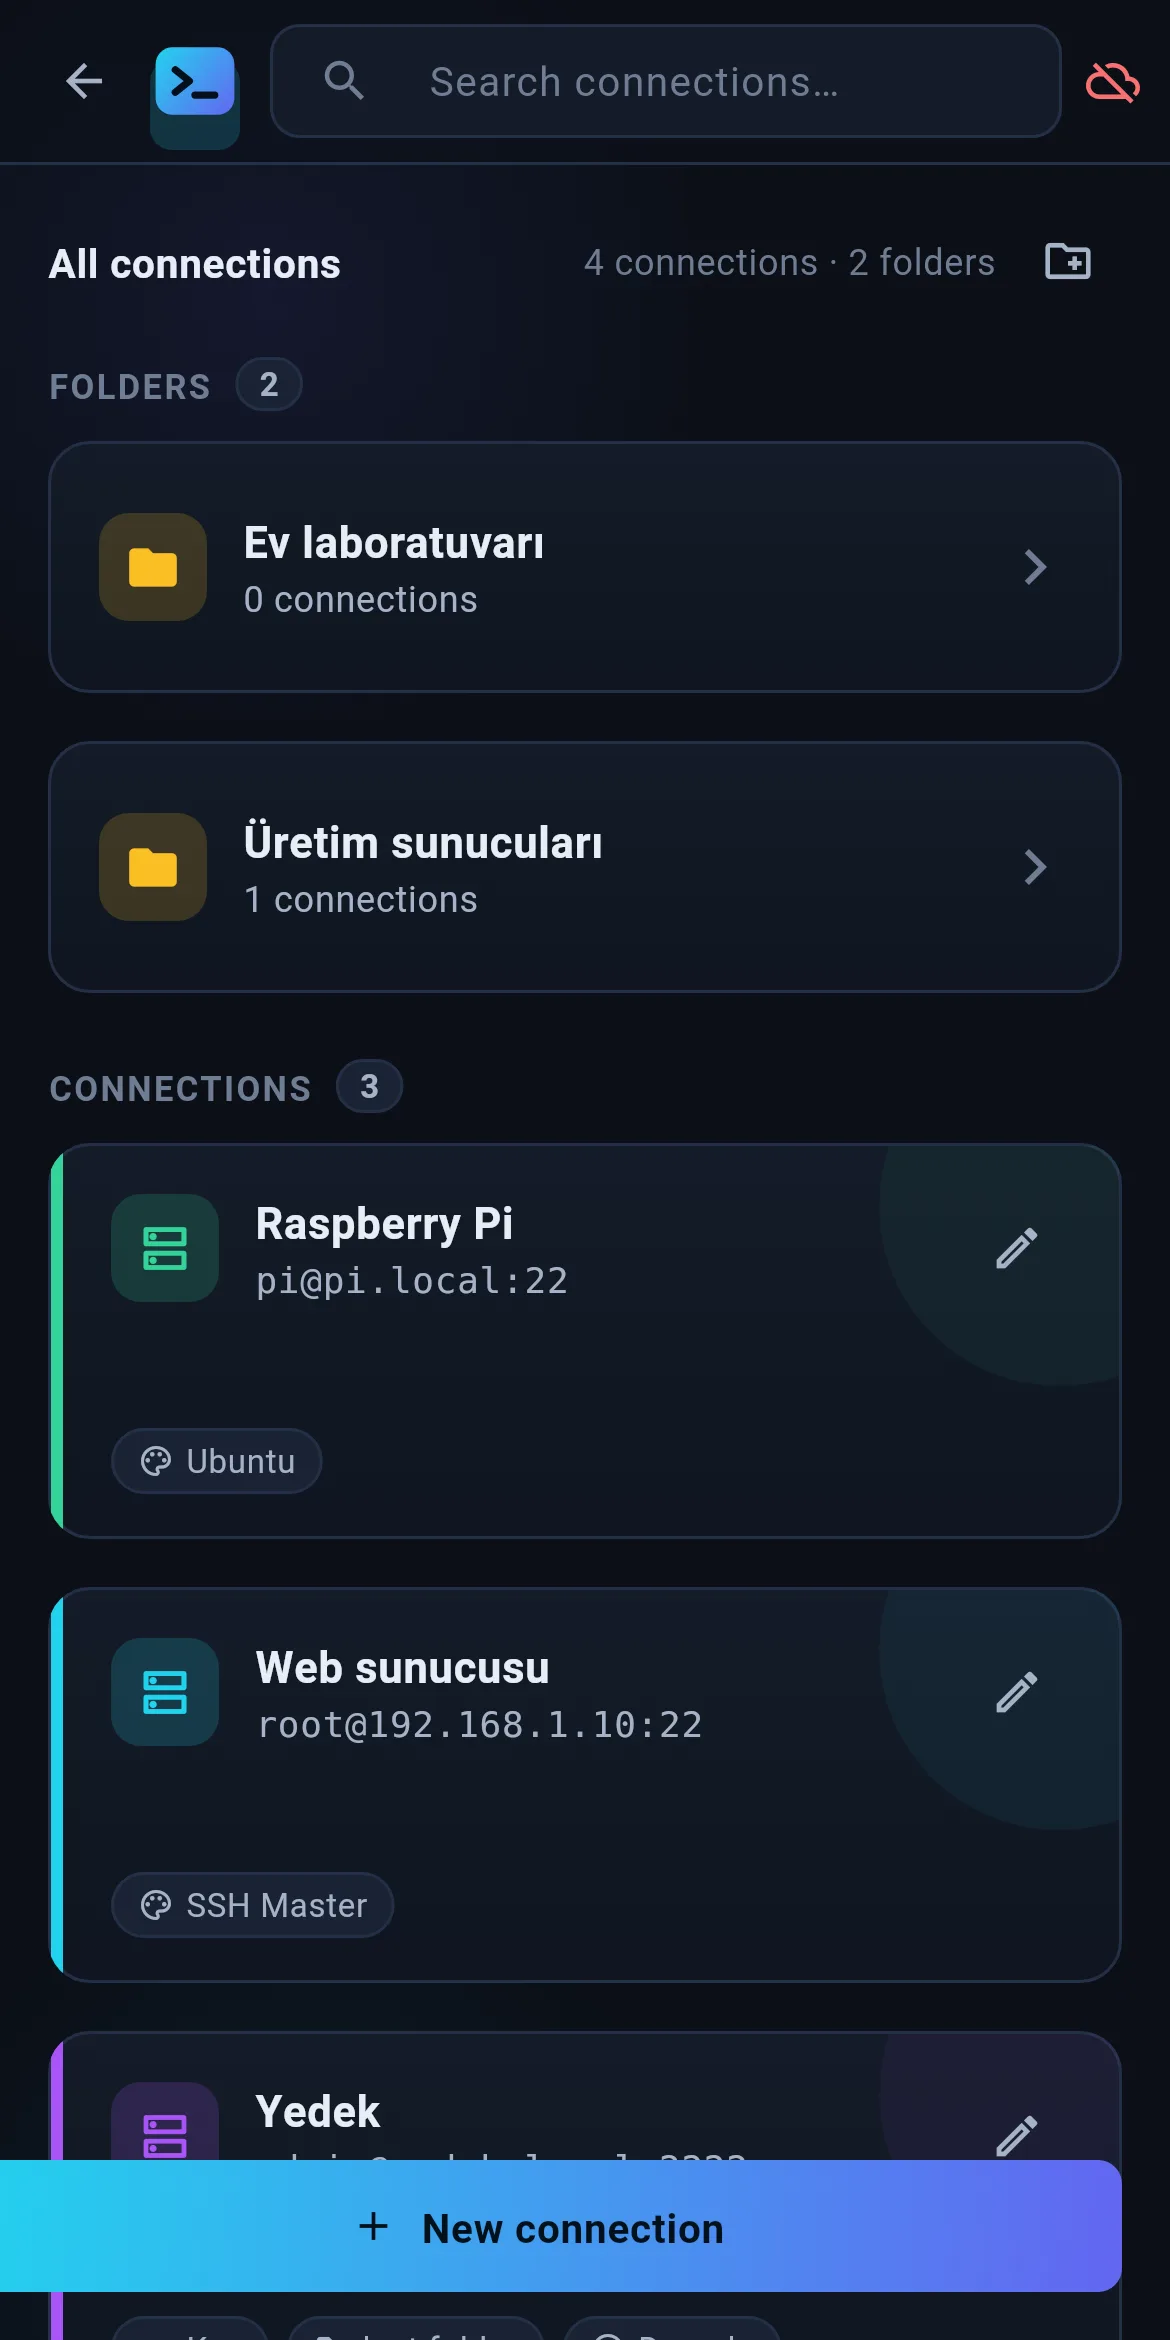 Search connections…
All connections
4 connections · 2 folders
FOLDERS 2
Ev laboratuvarı
0 connections
Üretim sunucuları
1 connections
CONNECTIONS 3
Raspberry Pi
pi@pi.local:22
Ubuntu
Web sunucusu
root@192.168.1.10:22
SSH Master
Yedek
New connection